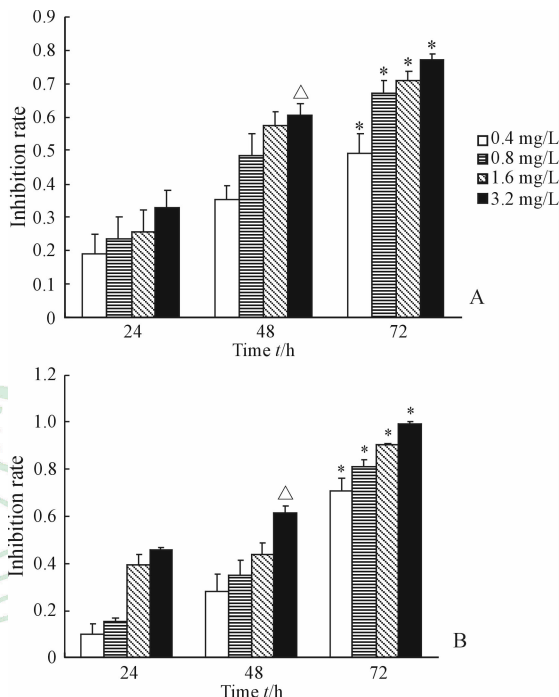 0.9
0.8
0.7
0.6
0.5
0.4
0.3
0.2
0.1
0
Inhibition rate
△
* * * *
0.4 mg/L
0.8 mg/L
1.6 mg/L
3.2 mg/L
A
24 48 72
Time t/h
1.2
1.0
0.8
0.6
0.4
0.2
0
Inhibition rate
△
* * * *
B
24 48 72
Time t/h